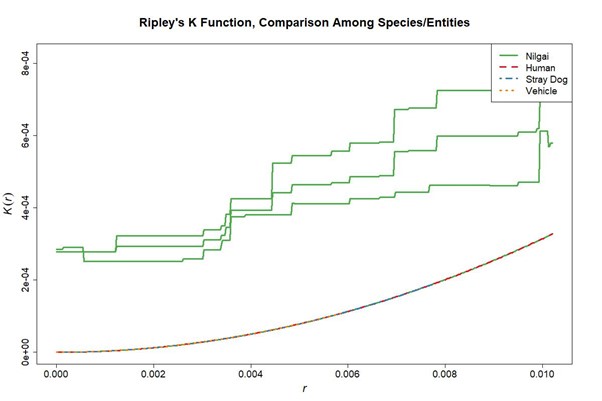 Ripley's K Function, Comparison Among Species/Entities
Nilgai
Human
Stray Dog
Vehicle
8e-04
6e-04
4e-04
2e-04
0e+00
K(r)
0.000 0.002 0.004 0.006 0.008 0.010
r